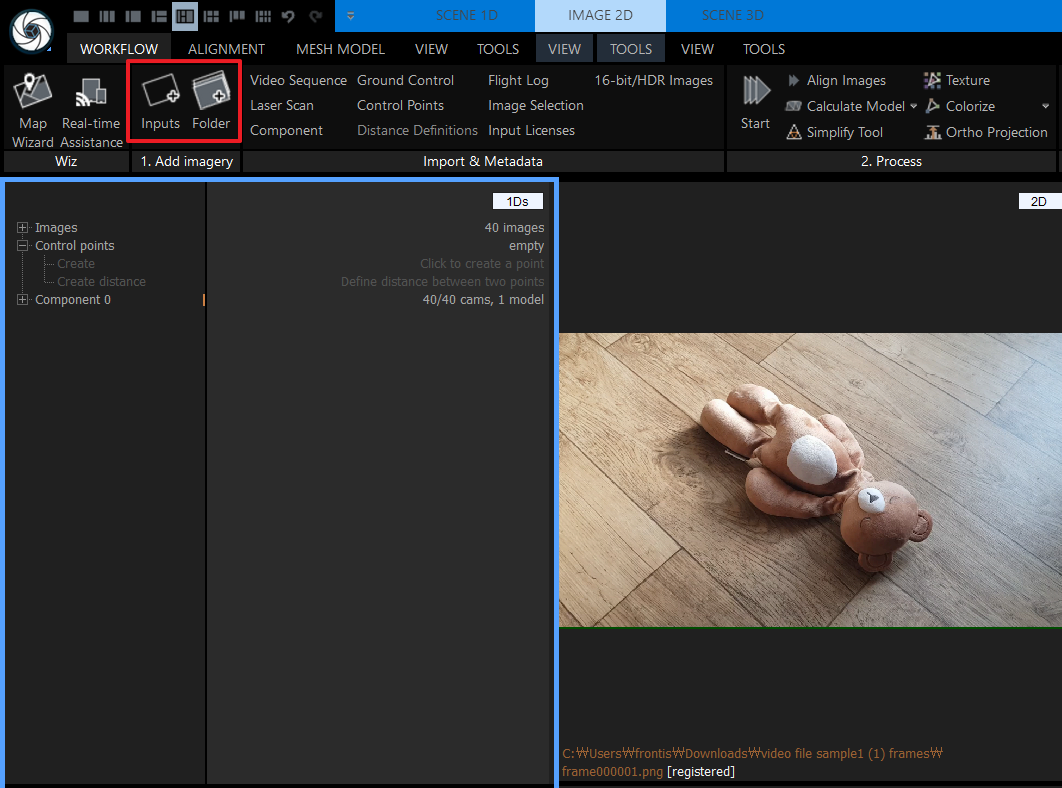 SCENE 1D IMAGE 2D SCENE 3D
WORKFLOW ALIGNMENT MESH MODEL VIEW TOOLS VIEW TOOLS VIEW TOOLS
Video Sequence Ground Control Flight Log 16-bit/HDR Images Align Images Texture
Laser Scan Control Points Image Selection Calculate Model Colorize
Map Real-time Inputs Folder Start
Component Distance Definitions Input Licenses Simplify Tool Ortho Projection
Wizard Assistance
Wiz 1. Add imagery Import & Metadata 2. Process
1Ds 2D
Images 40 images
Control points empty
Create Click to create a point
Create distance Define distance between two points
Component 0 40/40 cams, 1 model
C:₩Users₩frontis₩Downloads₩video file sample1 (1) frames₩
frame000001.png [registered]